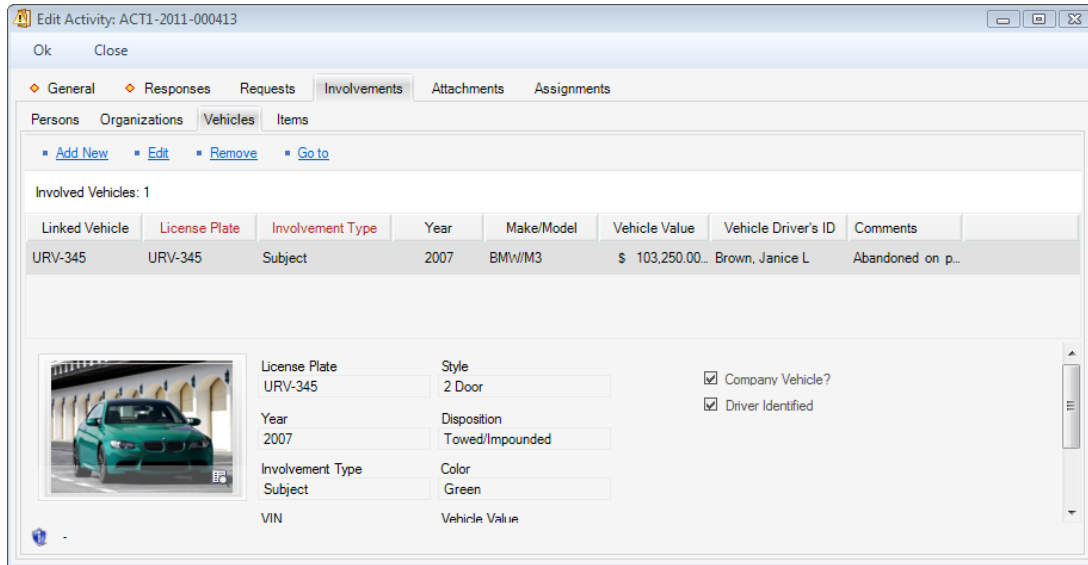 Edit Activity: ACT1-2011-000413
Ok Close
General Responses Requests Involvements Attachments Assignments
Persons Organizations Vehicles Items
Add New Edit Remove Go to
Involved Vehicles: 1
Linked Vehicle License Plate Involvement Type Year Make/Model Vehicle Value Vehicle Driver's ID Comments
URV-345 URV-345 Subject 2007 BMW/M3 $ 103,250.00... Brown, Janice L Abandoned on p...
License Plate Style
URV-345 2 Door Company Vehicle?
Driver Identified
Year Disposition
2007 Towed/Impounded
Involvement Type Color
Subject Green
VIN Vehicle Value
-